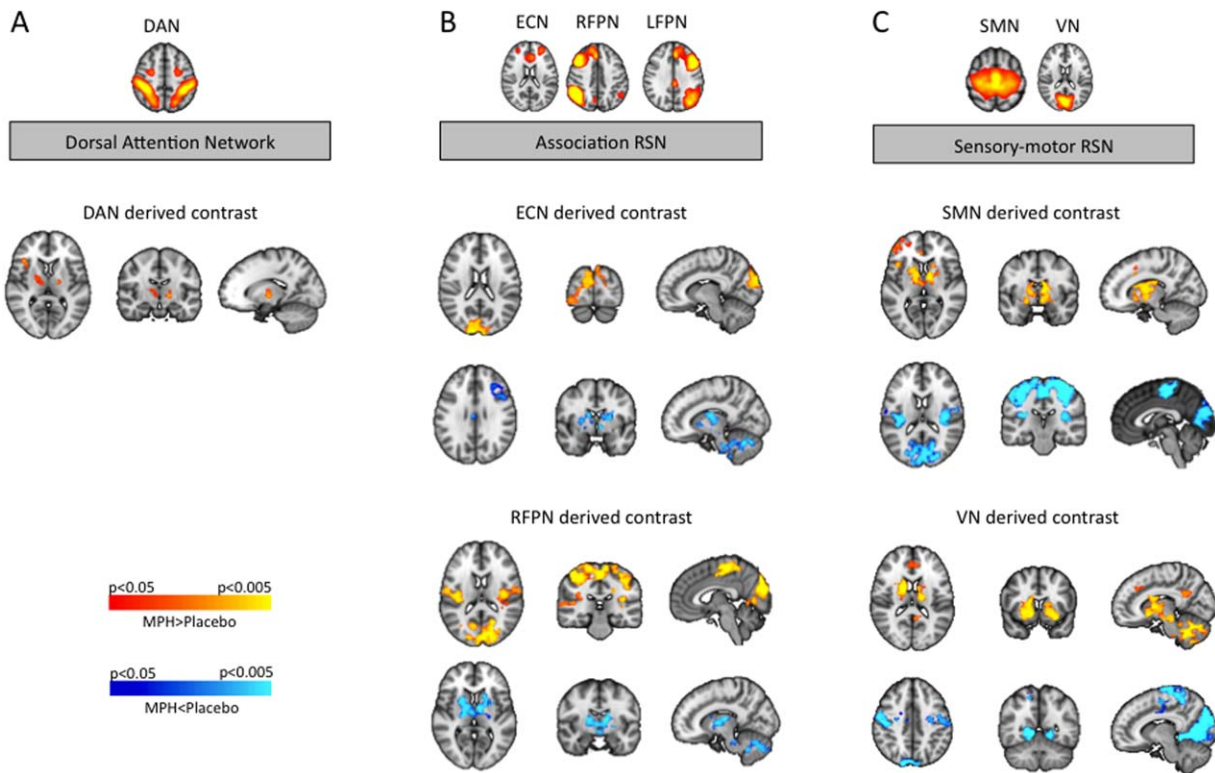 A
DAN
Dorsal Attention Network
DAN derived contrast
p<0.05 p<0.005
MPH>Placebo
p<0.05 p<0.005
MPH<Placebo
B
ECN RFPN LFPN
Association RSN
ECN derived contrast
RFPN derived contrast
C
SMN VN
Sensory-motor RSN
SMN derived contrast
VN derived contrast